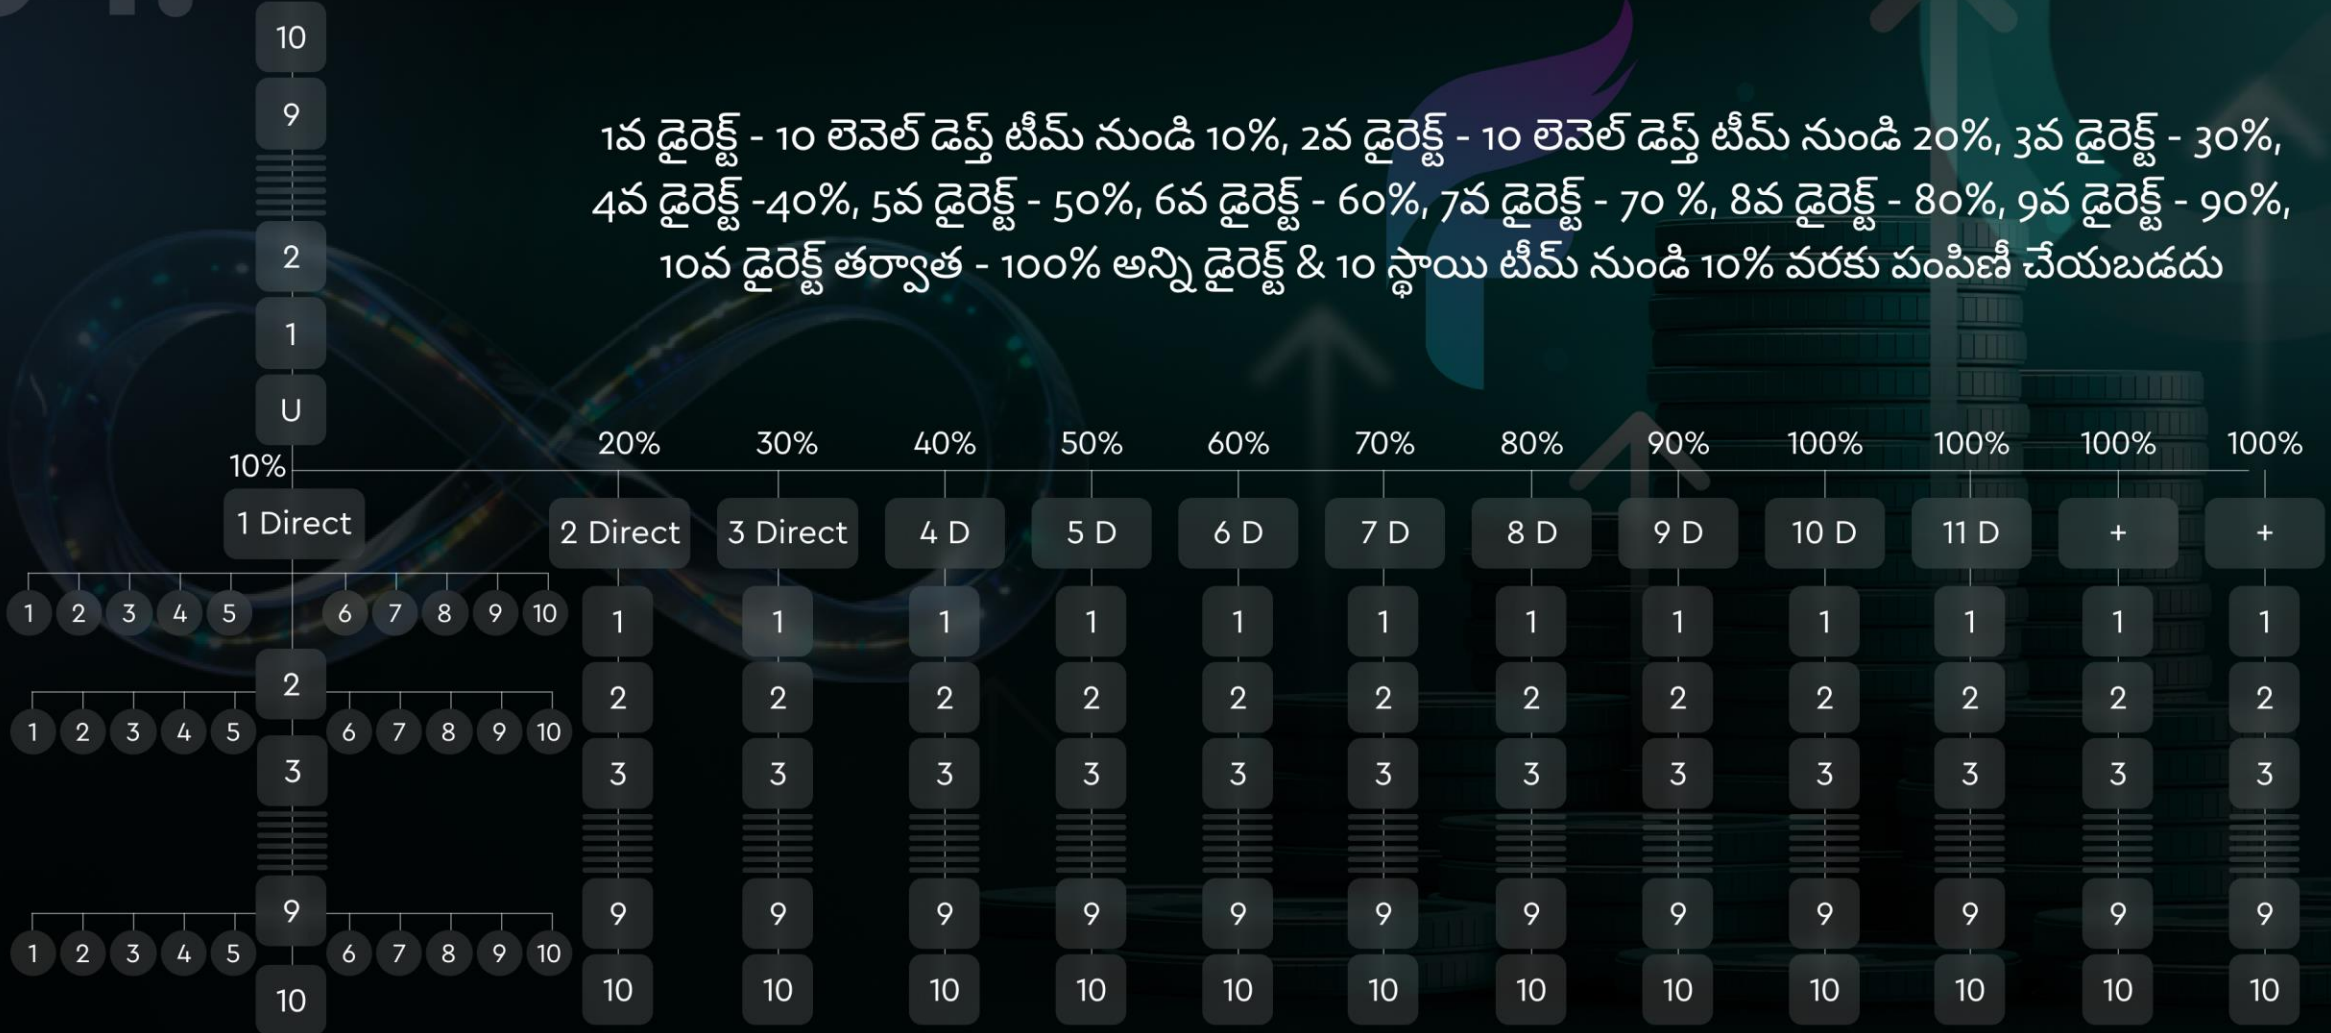 10
9
1వ డైరెక్ట్ - 10 లెవెల్ డెప్త్ టీమ్ నుండి 10%, 2వ డైరెక్ట్ - 10 లెవెల్ డెప్త్ టీమ్ నుండి 20%, 3వ డైరెక్ట్ - 30%,
4వ డైరెక్ట్ -40%, 5వ డైరెక్ట్ - 50%, 6వ డైరెక్ట్ - 60%, 7వ డైరెక్ట్ - 70 %, 8వ డైరెక్ట్ - 80%, 9వ డైరెక్ట్ - 90%,
10వ డైరెక్ట్ తర్వాత - 100% అన్ని డైరెక్ట్ & 10 స్థాయి టీమ్ నుండి 10% వరకు పంపిణీ చేయబడదు
2
1
U
10% 20% 30% 40% 50% 60% 70% 80% 90% 100% 100% 100% 100%
1 Direct 2 Direct 3 Direct 4 D 5 D 6 D 7 D 8 D 9 D 10 D 11 D + +
1 2 3 4 5 6 7 8 9 10 1 1 1 1 1 1 1 1 1 1 1 1
2 2 2 2 2 2 2 2 2 2 2 2 2
1 2 3 4 5 6 7 8 9 10
3 3 3 3 3 3 3 3 3 3 3 3 3
9 9 9 9 9 9 9 9 9 9 9 9 9
1 2 3 4 5 6 7 8 9 10
10 10 10 10 10 10 10 10 10 10 10 10 10